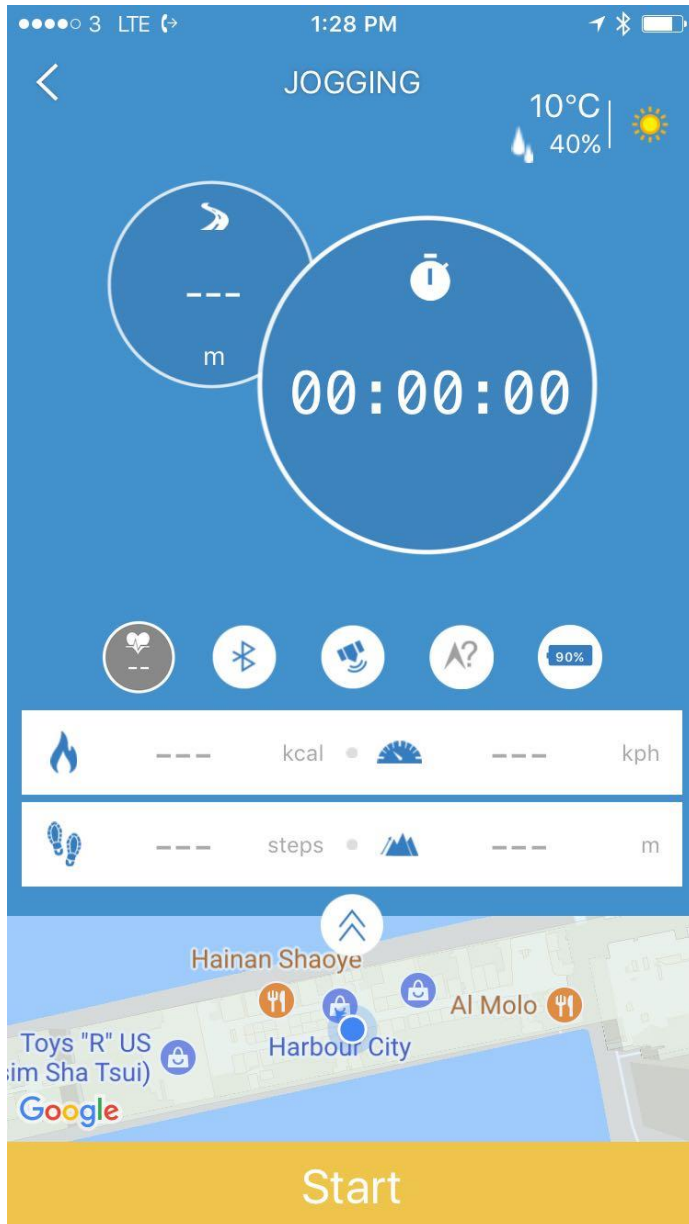 3 LTE 1:28 PM
JOGGING
10°C
40%
---
m
00:00:00
--
?
90%
--- kcal --- kph
--- steps --- m
Hainan Shaoye
Al Molo
Toys "R" US
sim Sha Tsui)
Harbour City
Google
Start